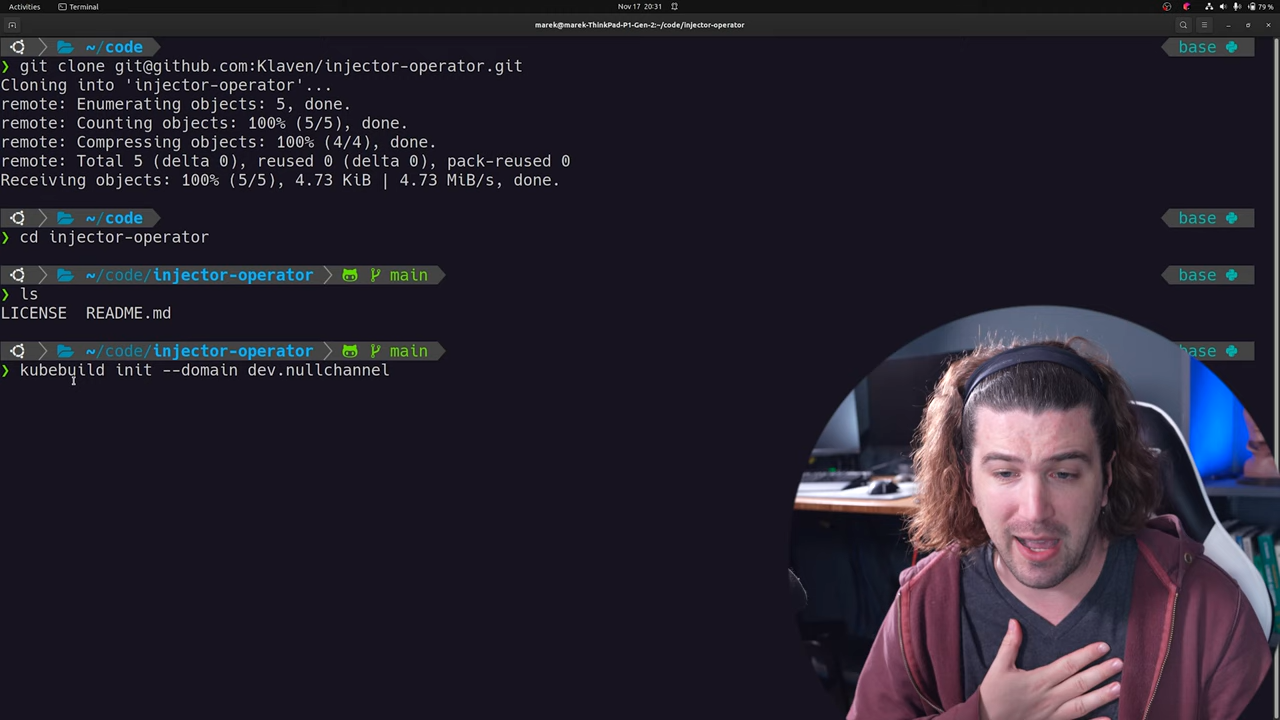 Activities
Terminal
Nov 17 20:31
79 %
marek@marek-ThinkPad-P1-Gen-2:~/code/injector-operator
~/code
base
❯ git clone git@github.com:Klaven/injector-operator.git
Cloning into 'injector-operator'...
remote: Enumerating objects: 5, done.
remote: Counting objects: 100% (5/5), done.
remote: Compressing objects: 100% (4/4), done.
remote: Total 5 (delta 0), reused 0 (delta 0), pack-reused 0
Receiving objects: 100% (5/5), 4.73 KiB | 4.73 MiB/s, done.
~/code
base
❯ cd injector-operator
~/code/injector-operator
main
base
❯ ls
LICENSE README.md
~/code/injector-operator
main
base
❯ kubebuild init --domain dev.nullchannel